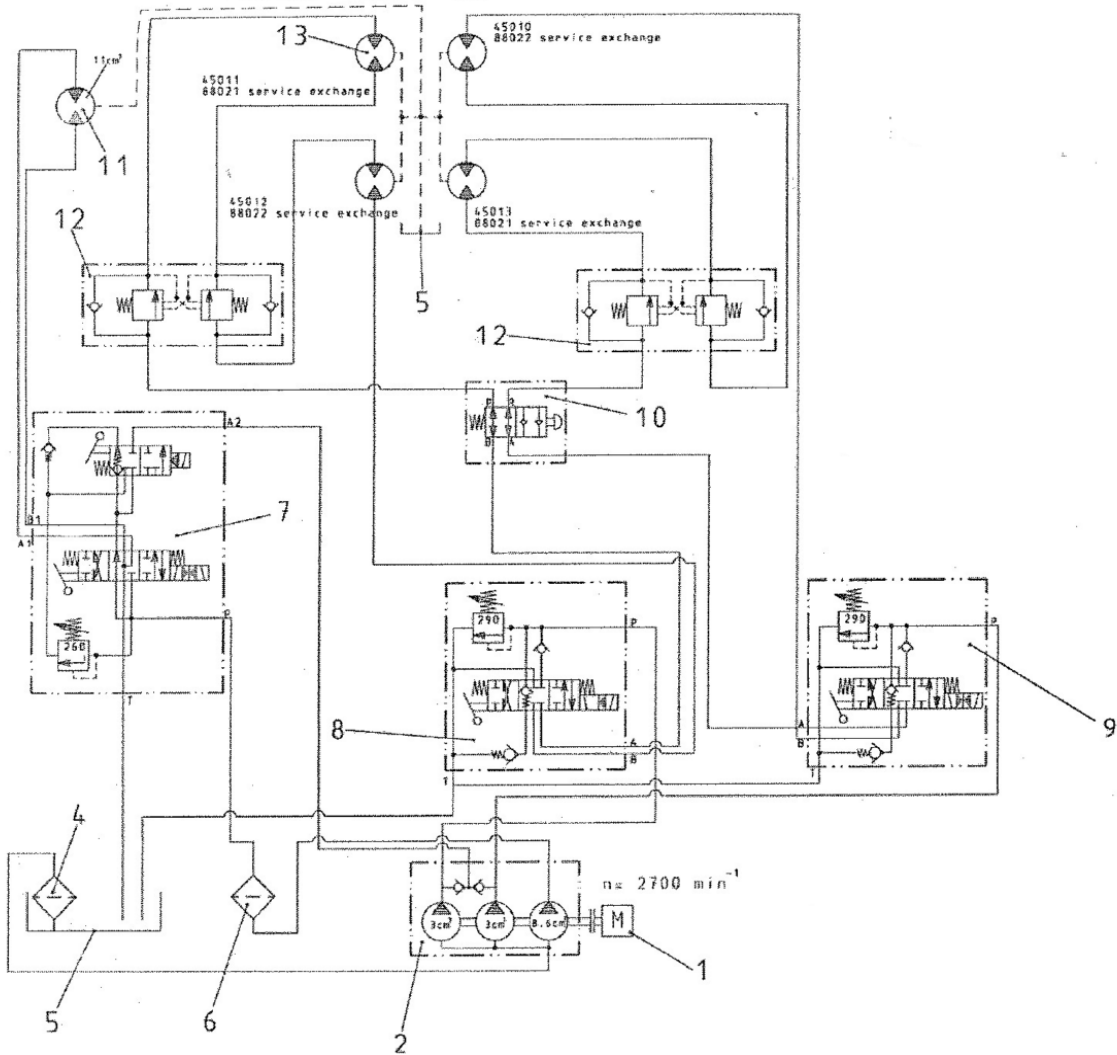 45010
88022 service exchange
13
11cm³
45011
88021 service exchange
11
45012
88022 service exchange
45013
88021 service exchange
12
5
12
10
P
B
A
A2
7
B1
A1
P
260
T
290
P
8
4
B
T
290
P
9
A
B
T
4
6
n= 2700 min⁻¹
3cm³
3cm³
8.6cm³
M
1
5
6
2